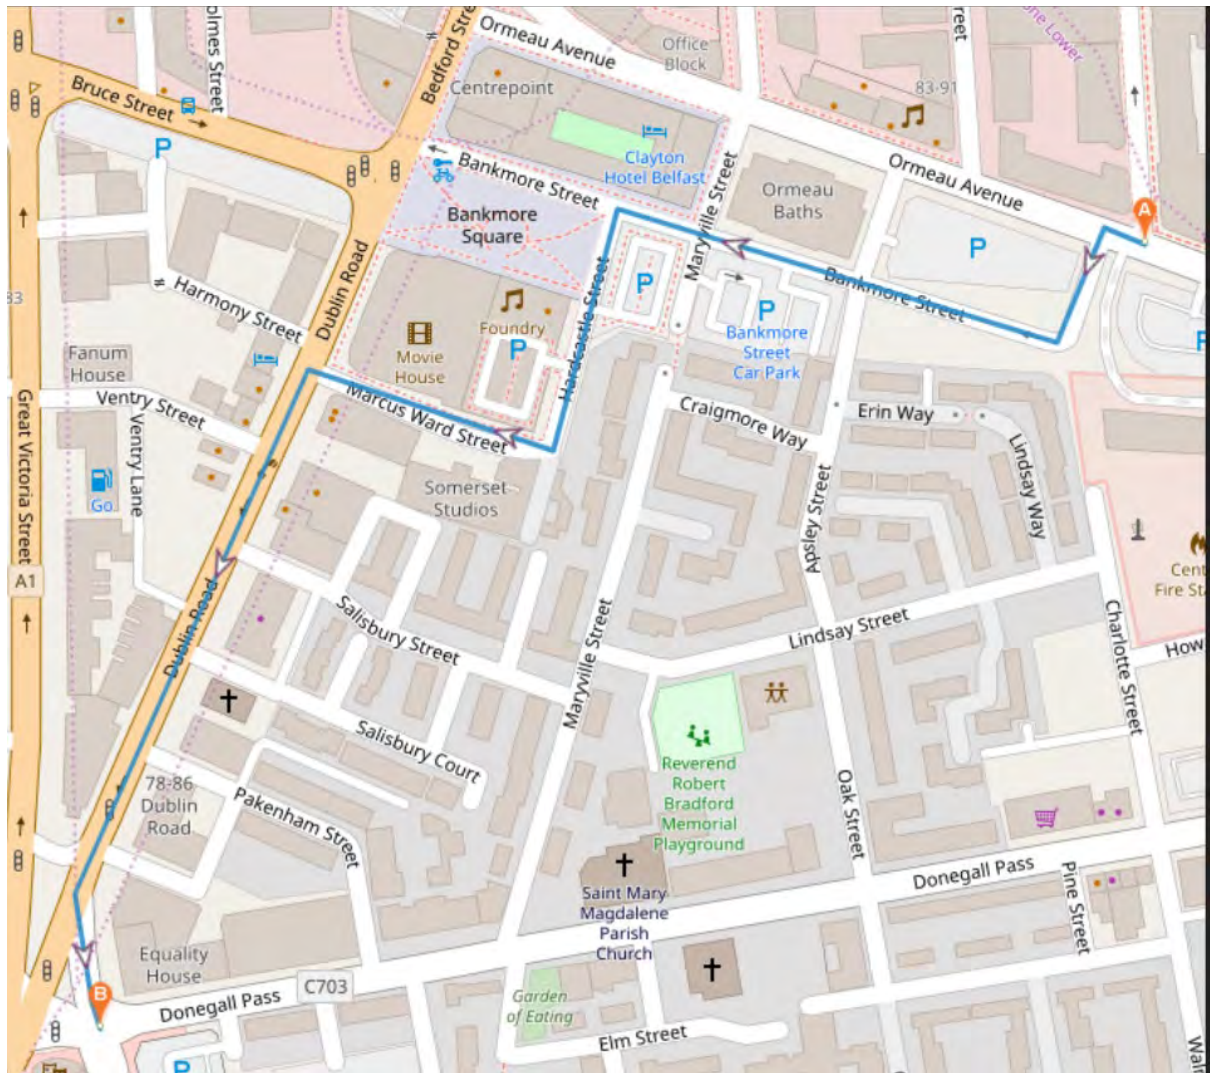 Ormeau Avenue
Office
Block
83-91
Bruce Street
Centrepoint
Clayton
Hotel Belfast
Bankmore Street
Maryville Street
Ormeau
Baths
Ormeau Avenue
A
Bankmore
Square
P
P
Bankmore Street
Dublin Road
Harmony Street
Hardcastle Street
P
P
Bankmore
Street
Car Park
Foundry
P
Movie
House
Fanum
House
Ventry Street
Marcus Ward Street
Craigmore Way
Erin Way
Great Victoria Street
Ventry Lane
Go
Somerset
Studios
Lindsay Way
Apsley Street
A1
Dublin Road
Salisbury Street
Maryville Street
Lindsay Street
Charlotte Street
Salisbury Court
Reverend
Robert
Bradford
Memorial
Playground
78-86
Dublin
Road
Pakenham Street
Oak Street
Donegall Pass
Pine Street
Saint Mary
Magdalene
Parish
Church
Equality
House
B
Donegall Pass
C703
Garden
of Eating
Elm Street
P